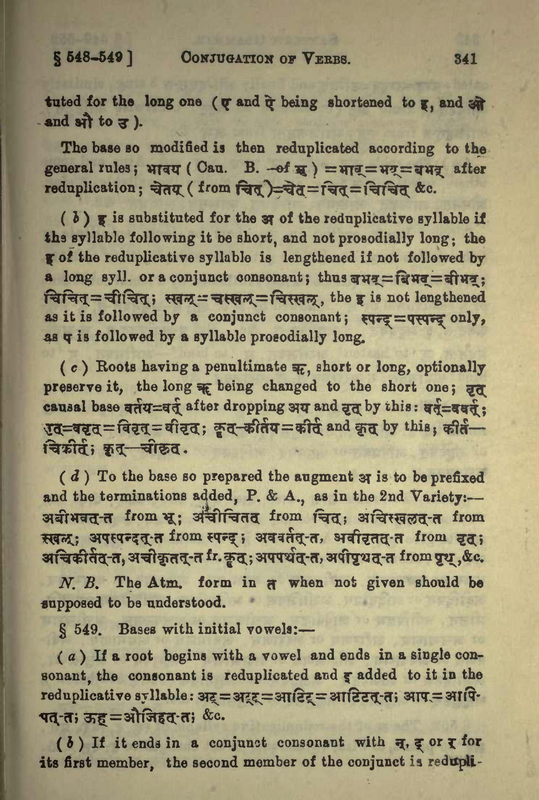 § 548–549 ] CONJUGATION OF VERBS. 341
tuted for the long one ( ए and ऐ being shortened to इ, and ओ
and औ to उ ).
The base so modified is then reduplicated according to the
general rules; भावय ( Cau. B. of भू ) =भाव्=भव्=बभव् after
reduplication; चेतय् ( from चित् )=चेत्=चित्=चिचित् &c.
( b ) इ is substituted for the अ of the reduplicative syllable if
the syllable following it be short, and not prosodially long; the
इ of the reduplicative syllable is lengthened if not followed by
a long syll. or a conjunct consonant; thus बभव्=बिभव्=बीभव्;
चिचित्=चीचित्; स्खल्=चस्खल्=चिस्खल्, the इ is not lengthened
as it is followed by a conjunct consonant; स्पन्द्=पस्पन्द् only,
as प is followed by a syllable prosodially long.
( c ) Roots having a penultimate ऋ, short or long, optionally
preserve it, the long ॠ being changed to the short one; वृत्
causal base वर्तय=वर्त् after dropping अय and वृत् by this: वर्त्=ववर्त्;
वृत्=ववृत्=विवृत्=वीवृत्; कॄत्–कीर्तय=कीर्त् and कृत् by this; कीर्त—
चिकीर्त्; कृत्—चीकृत.
( d ) To the base so prepared the augment अ is to be prefixed
and the terminations added, P. & A., as in the 2nd Variety:—
अबीभवत्-त from भू; अचीचितत् from चित्; अचिस्खलत्-त from
स्खल्; अपस्पन्दत्-त from स्पन्द्; अववर्तत्-त, अवीवृतत्-त from वृत्;
अचिकीर्तत्-त, अचीकृतत्-त fr. कॄत्; अपपर्थत्-त, अपीपृथत्-त from पृथ्, &c.
N. B. The Atm. form in त when not given should be
supposed to be understood.
§ 549. Bases with initial vowels:—
( a ) If a root begins with a vowel and ends in a single con-
sonant, the consonant is reduplicated and इ added to it in the
reduplicative syllable: अट्=अट्ट्=आटिट्=आटिटत्-त; आप्=आपि-
पत्-त; ऊह्=औजिहत्-त; &c.
( b ) If it ends in a conjunct consonant with न्, द् or र् for
its first member, the second member of the conjunct is redupli-